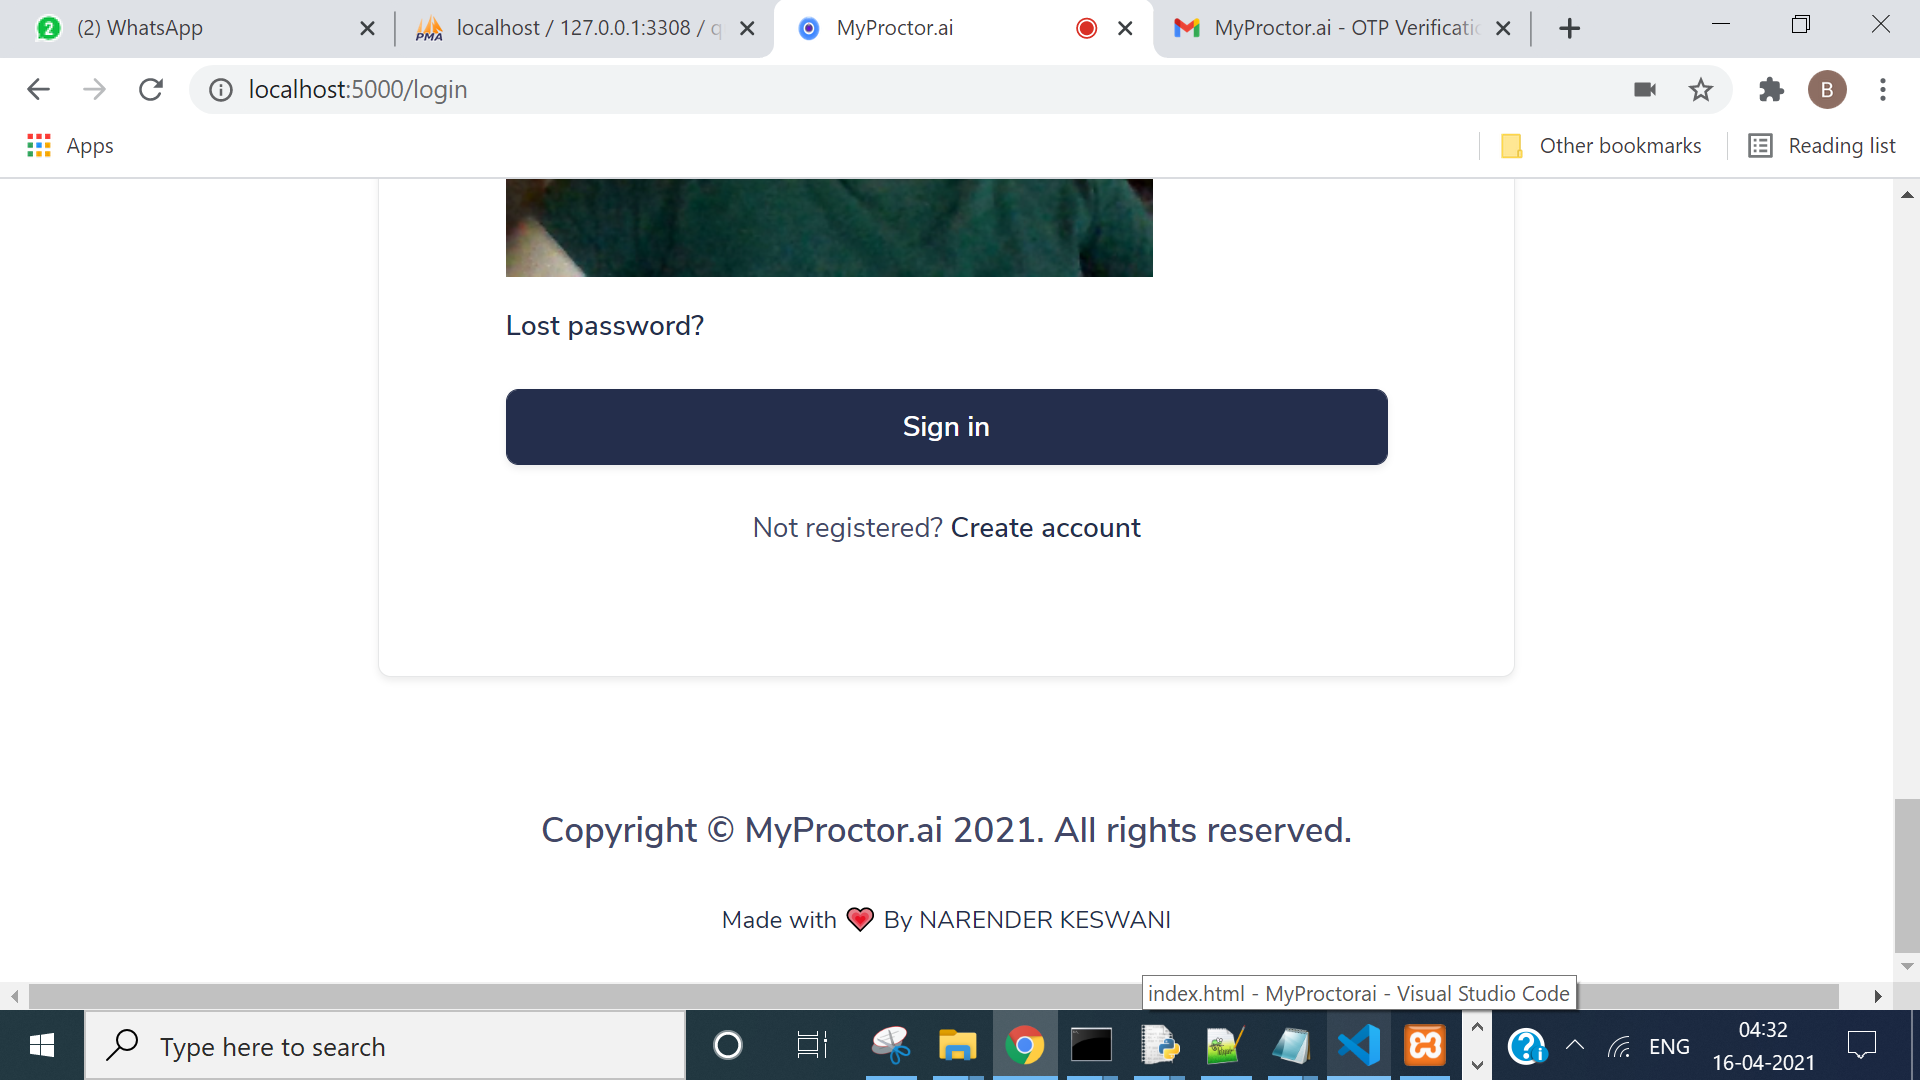 2
(2) WhatsApp
PMA
localhost / 127.0.0.1:3308 / q
MyProctor.ai
MyProctor.ai - OTP Verificatio
localhost:5000/login
B
Apps
Other bookmarks
Reading list
Lost password?
Sign in
Not registered? Create account
Copyright © MyProctor.ai 2021. All rights reserved.
Made with ❤ By NARENDER KESWANI
index.html - MyProctorai - Visual Studio Code
Type here to search
ENG
04:32
16-04-2021